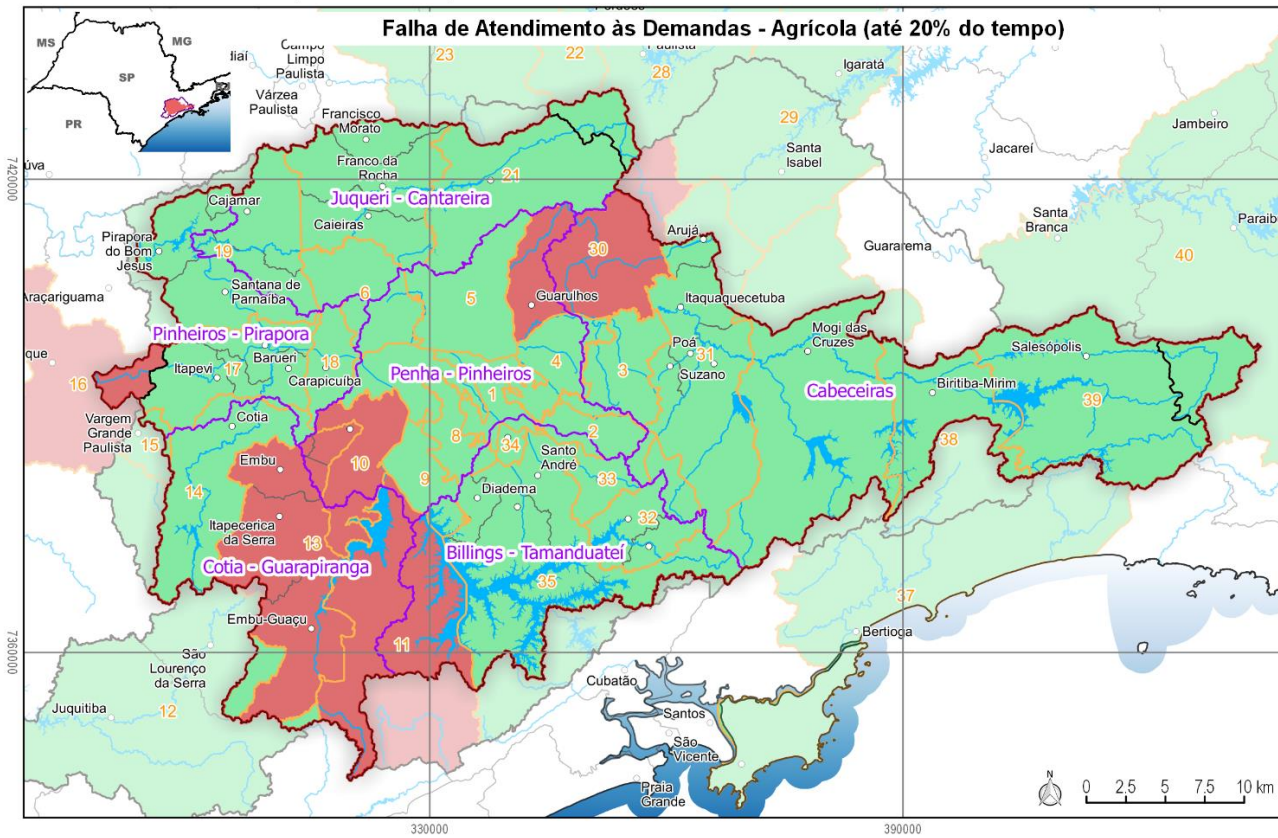 Falha de Atendimento às Demandas - Agrícola (até 20% do tempo)
MS
MG
SP
PR
Campo
Limpo
Paulista
Várzea
Paulista
23
22
28
Paulista
Igaratá
29
Jambeiro
Francisco
Morato
Franco da
Rocha
Santa
Isabel
Jacareí
7420000
21
Juqueri - Cantareira
Cajamar
Caieiras
Pirapora
do Bom
Jesus
19
Arujá
30
Guararema
Santa
Branca
40
Santana de
Parnaíba
6
5
Guarulhos
Itaquaquecetuba
Pinheiros - Pirapora
Barueri
18
Mogi das
Cruzes
Salesópolis
16
Itapevi
17
Carapicuíba
Penha - Pinheiros
4
3
Poá
31
Suzano
Cabeceiras
Biritiba-Mirim
39
1
Vargem
Grande
Paulista
15
Cotia
8
2
38
34
Santo
André
Embu
10
9
33
14
Diadema
Itapecerica
da Serra
13
32
Cotia - Guarapiranga
Billings - Tamanduateí
35
37
Embu-Guaçu
11
Bertioga
7360000
São
Lourenço
da Serra
Juquitiba
12
Cubatão
Santos
São
Vicente
Praia
Grande
N
0 2.5 5 7.5 10 km
330000
390000